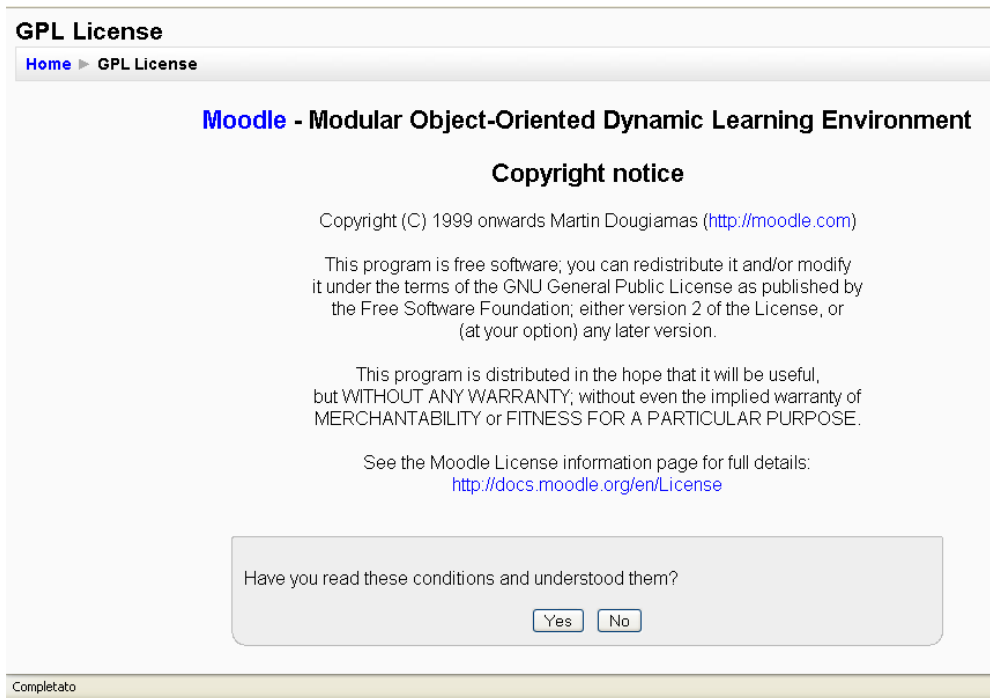 GPL License
Home ► GPL License
Moodle - Modular Object-Oriented Dynamic Learning Environment
Copyright notice
Copyright (C) 1999 onwards Martin Dougiamas (http://moodle.com)
This program is free software; you can redistribute it and/or modify
it under the terms of the GNU General Public License as published by
the Free Software Foundation; either version 2 of the License, or
(at your option) any later version.
This program is distributed in the hope that it will be useful,
but WITHOUT ANY WARRANTY; without even the implied warranty of
MERCHANTABILITY or FITNESS FOR A PARTICULAR PURPOSE.
See the Moodle License information page for full details:
http://docs.moodle.org/en/License
Have you read these conditions and understood them?
Yes No
Completato